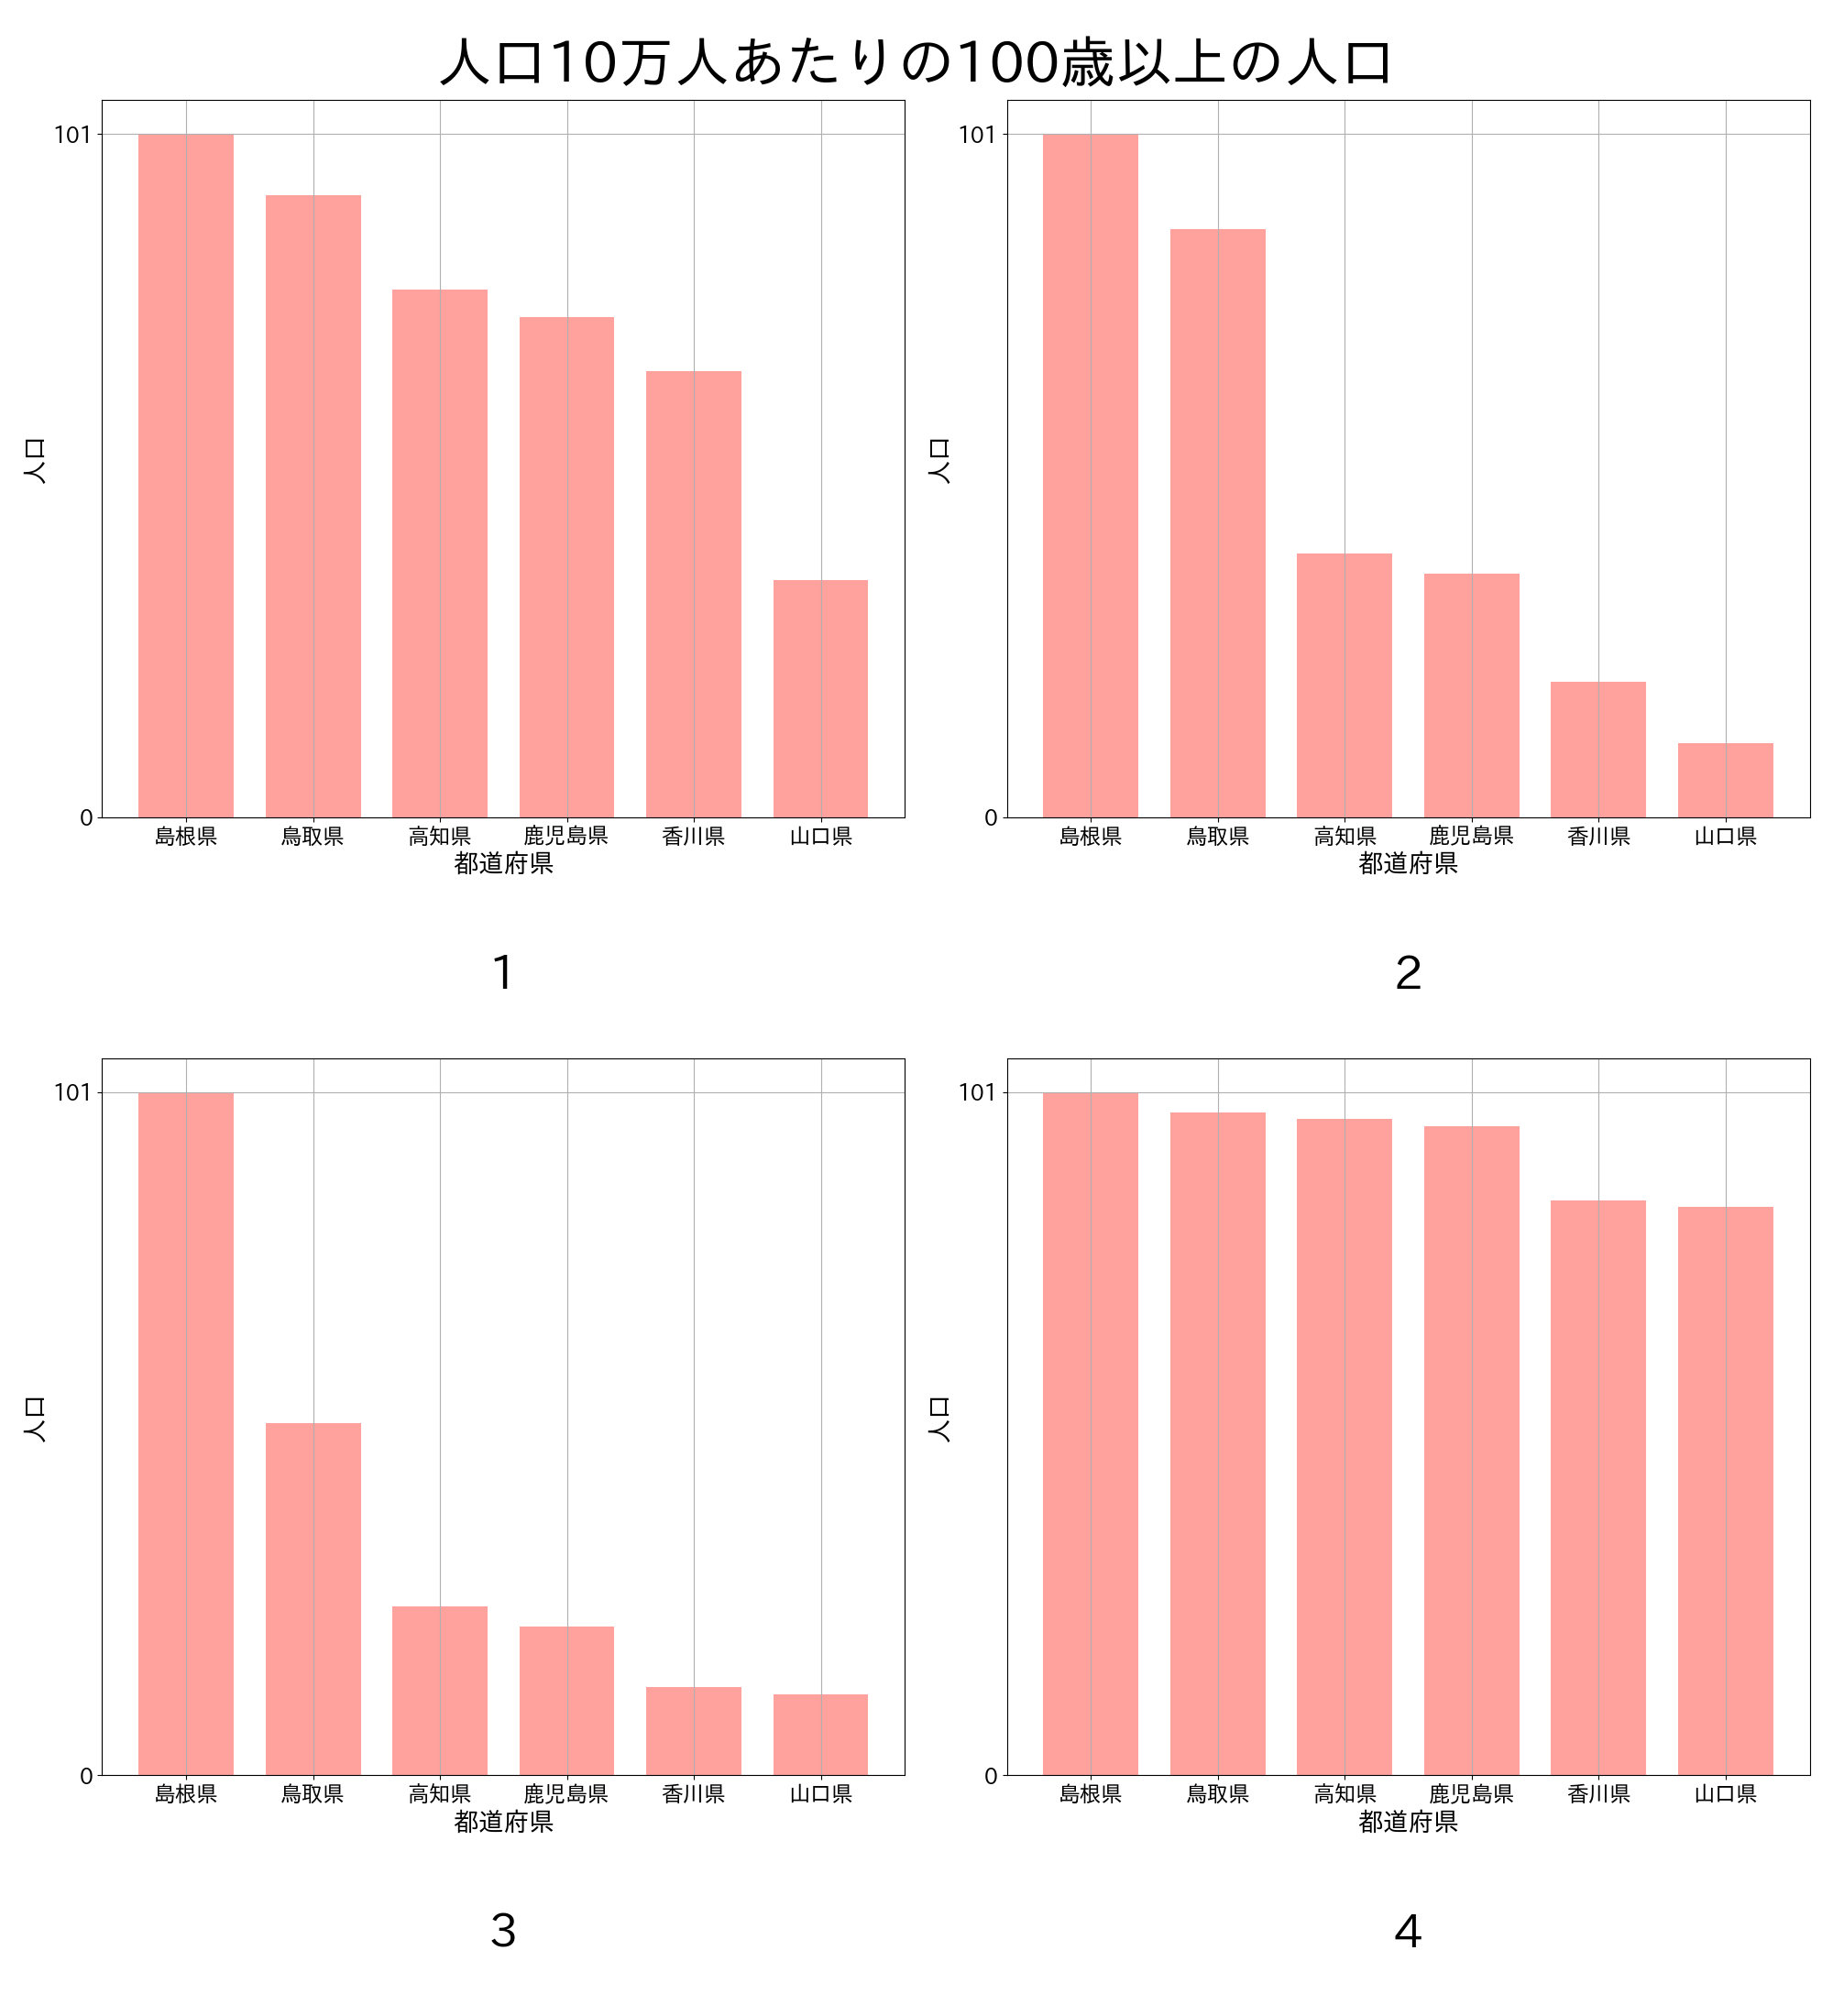 人口10万人あたりの100歳以上の人口
101
0
人口
島根県 鳥取県 高知県 鹿児島県 香川県 山口県
都道府県
1
101
0
人口
島根県 鳥取県 高知県 鹿児島県 香川県 山口県
都道府県
2
101
0
人口
島根県 鳥取県 高知県 鹿児島県 香川県 山口県
都道府県
3
101
0
人口
島根県 鳥取県 高知県 鹿児島県 香川県 山口県
都道府県
4